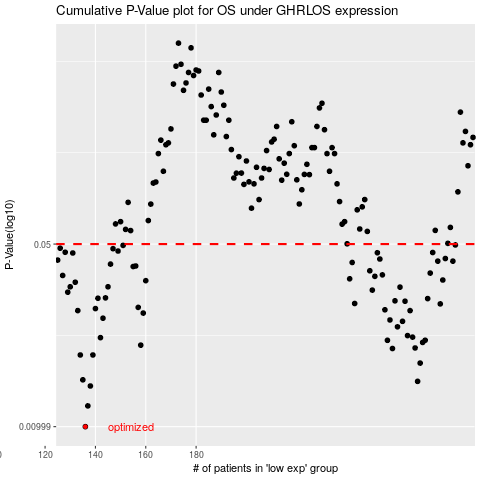 Cumulative P-Value plot for OS under GHRLOS expression
P-Value(log10)
0.05
0.00999
optimized
0 120 140 160 180
# of patients in 'low exp' group